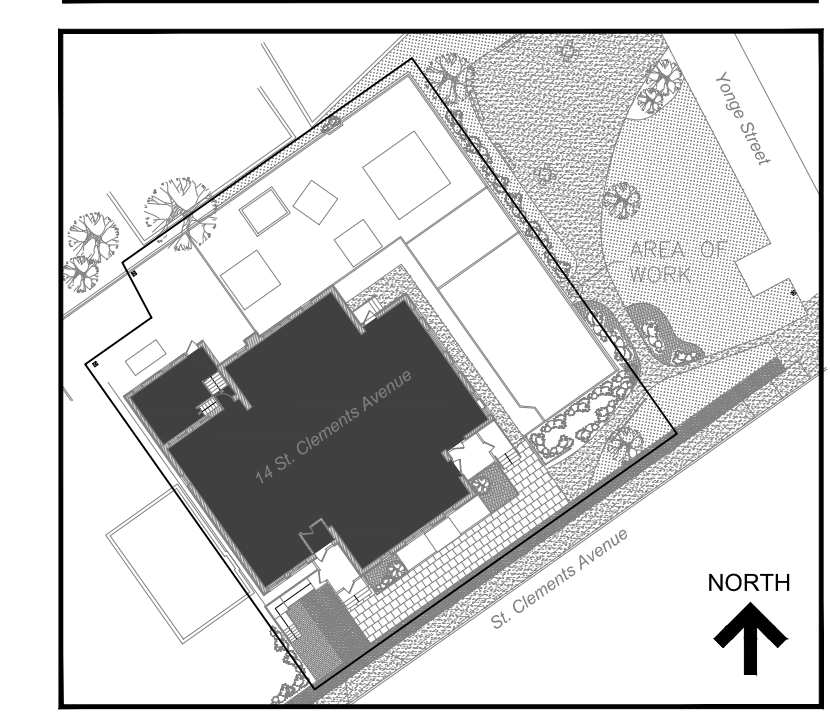 Yonge Street
AREA OF
WORK
14 St. Clements Avenue
St. Clements Avenue
NORTH